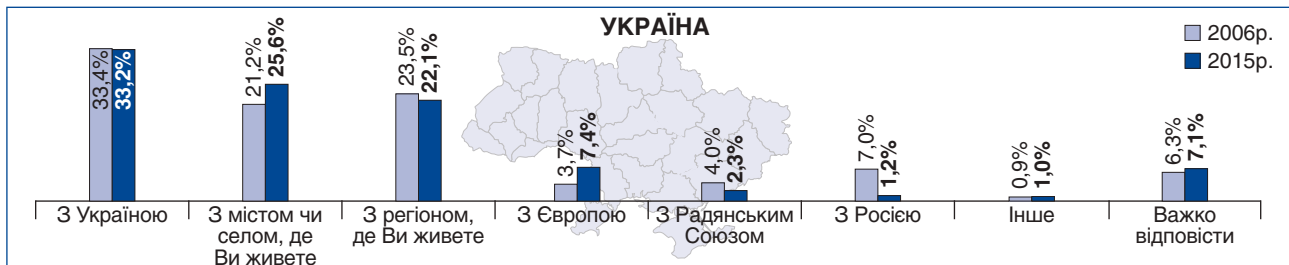 УКРАЇНА
2006р.
2015р.
33,4%
33,2%
21,2%
25,6%
23,5%
22,1%
3,7%
7,4%
4,0%
2,3%
7,0%
1,2%
0,9%
1,0%
6,3%
7,1%
З Україною
З містом чи
селом, де
Ви живете
З регіоном,
де Ви живете
З Європою
З Радянським
Союзом
З Росією
Інше
Важко
відповісти